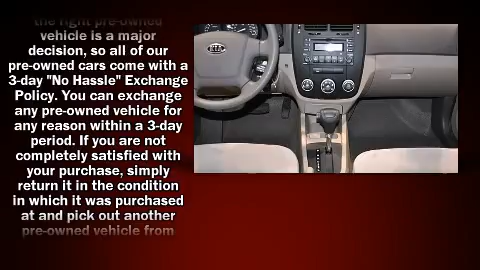 the right pre-owned
vehicle is a major
decision, so all of our
pre-owned cars come with a
3-day "No Hassle" Exchange
Policy. You can exchange
any pre-owned vehicle for
any reason within a 3-day
period. If you are not
completely satisfied with
your purchase, simply
return it in the condition
in which it was purchased
at and pick out another
pre-owned vehicle from
KIA